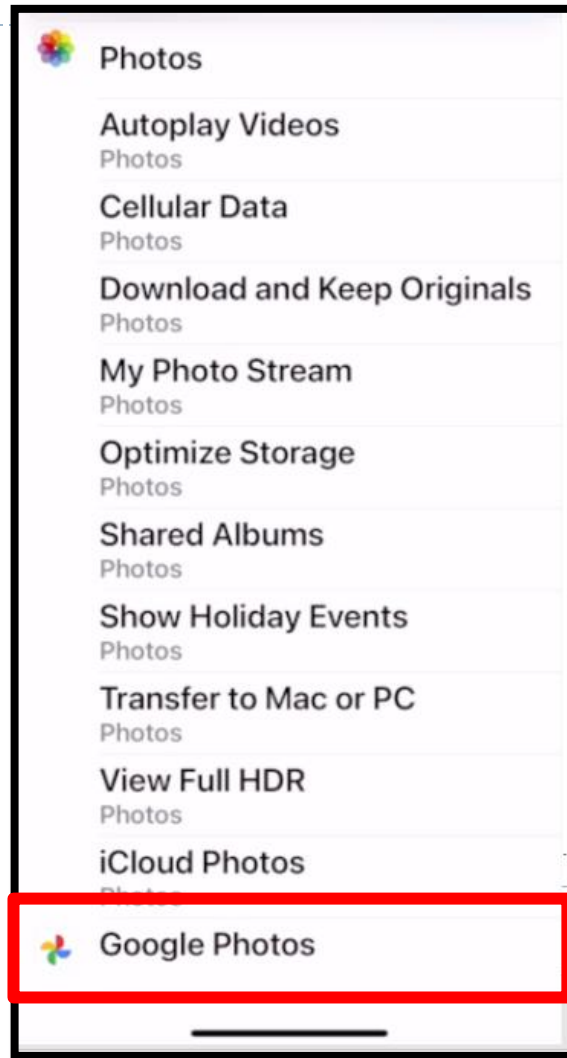 Photos
Autoplay Videos
Photos
Cellular Data
Photos
Download and Keep Originals
Photos
My Photo Stream
Photos
Optimize Storage
Photos
Shared Albums
Photos
Show Holiday Events
Photos
Transfer to Mac or PC
Photos
View Full HDR
Photos
iCloud Photos
Photos
Google Photos